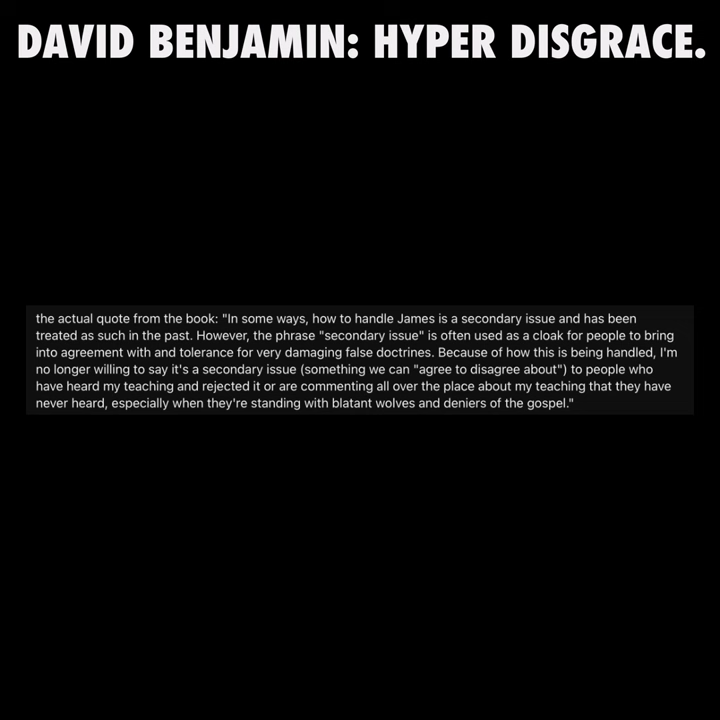 DAVID BENJAMIN: HYPER DISGRACE.
the actual quote from the book: "In some ways, how to handle James is a secondary issue and has been
treated as such in the past. However, the phrase "secondary issue" is often used as a cloak for people to bring
into agreement with and tolerance for very damaging false doctrines. Because of how this is being handled, I'm
no longer willing to say it's a secondary issue (something we can "agree to disagree about") to people who
have heard my teaching and rejected it or are commenting all over the place about my teaching that they have
never heard, especially when they're standing with blatant wolves and deniers of the gospel."